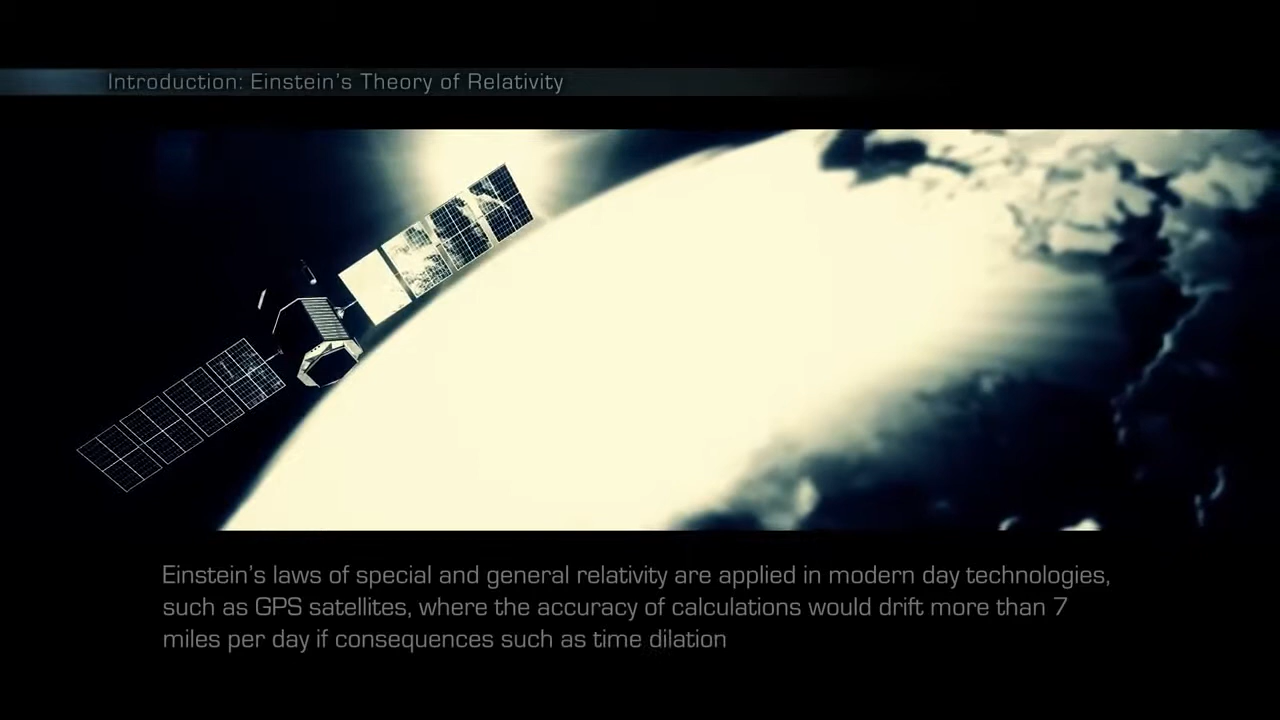 Introduction: Einstein's Theory of Relativity
Einstein's laws of special and general relativity are applied in modern day technologies,
such as GPS satellites, where the accuracy of calculations would drift more than 7
miles per day if consequences such as time dilation